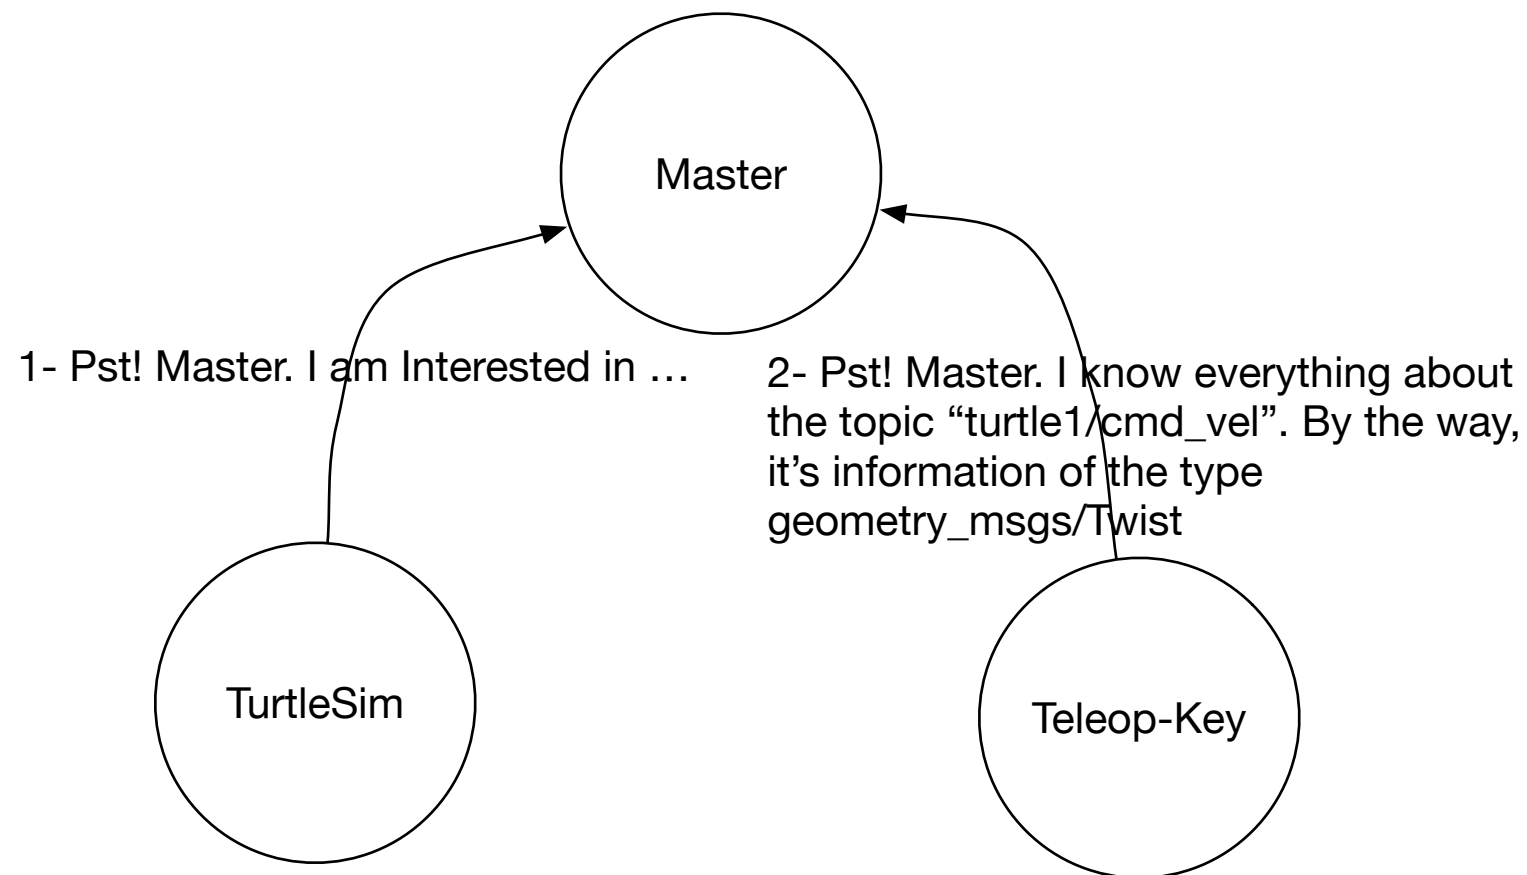 Master
1- Pst! Master. I am Interested in …
2- Pst! Master. I know everything about
the topic “turtle1/cmd_vel”. By the way,
it’s information of the type
geometry_msgs/Twist
TurtleSim
Teleop-Key